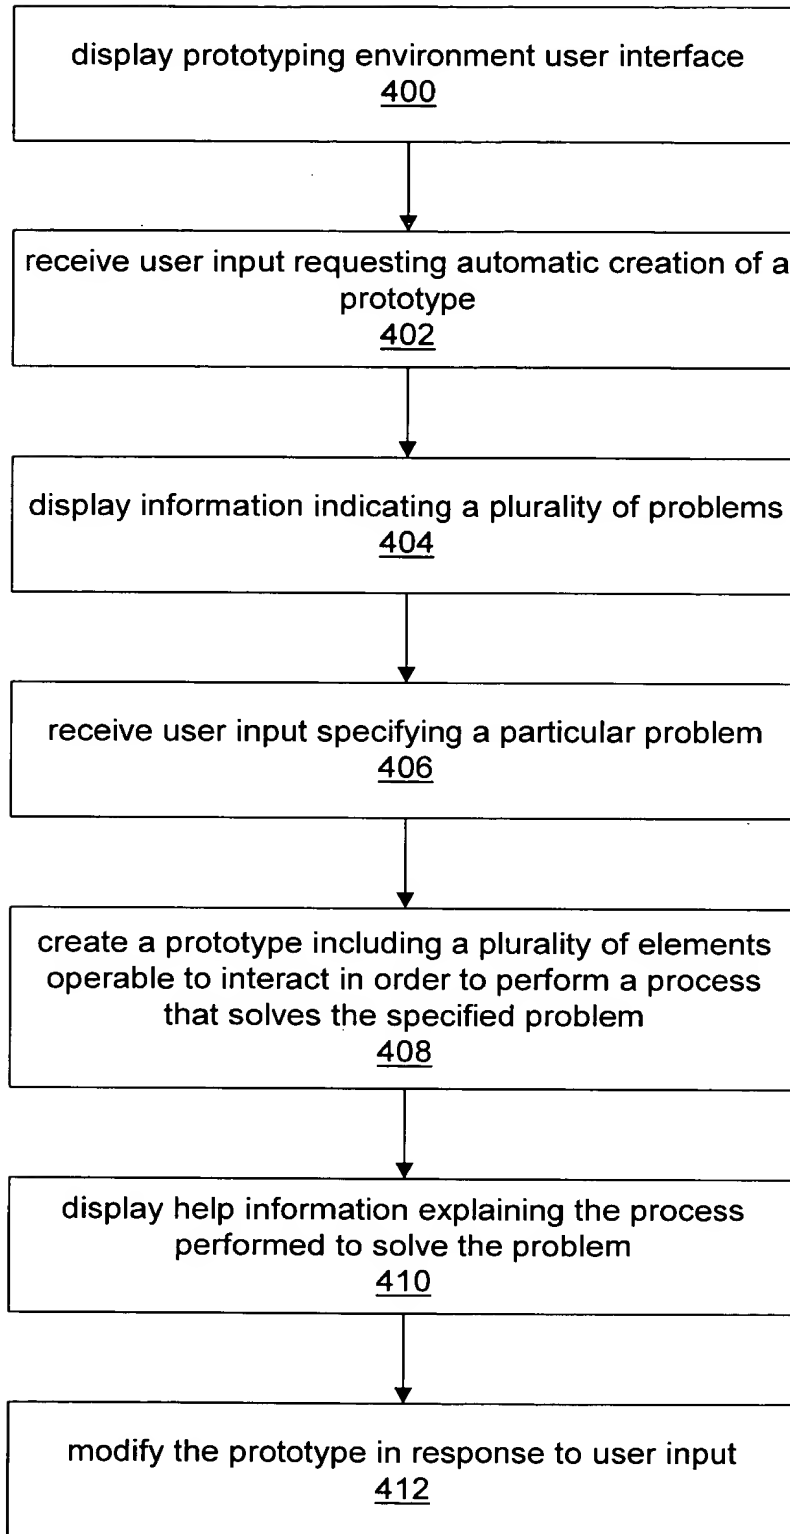 display prototyping environment user interface
400
receive user input requesting automatic creation of a
prototype
402
display information indicating a plurality of problems
404
receive user input specifying a particular problem
406
create a prototype including a plurality of elements
operable to interact in order to perform a process
that solves the specified problem
408
display help information explaining the process
performed to solve the problem
410
modify the prototype in response to user input
412